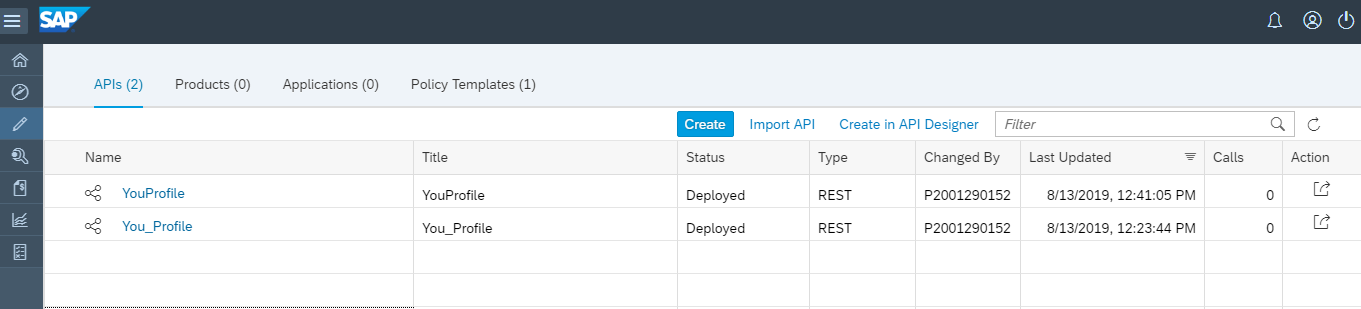 SAP
APIs (2) Products (0) Applications (0) Policy Templates (1)
Create Import API Create in API Designer Filter
Name Title Status Type Changed By Last Updated Calls Action
YouProfile YouProfile Deployed REST P2001290152 8/13/2019, 12:41:05 PM 0
You_Profile You_Profile Deployed REST P2001290152 8/13/2019, 12:23:44 PM 0